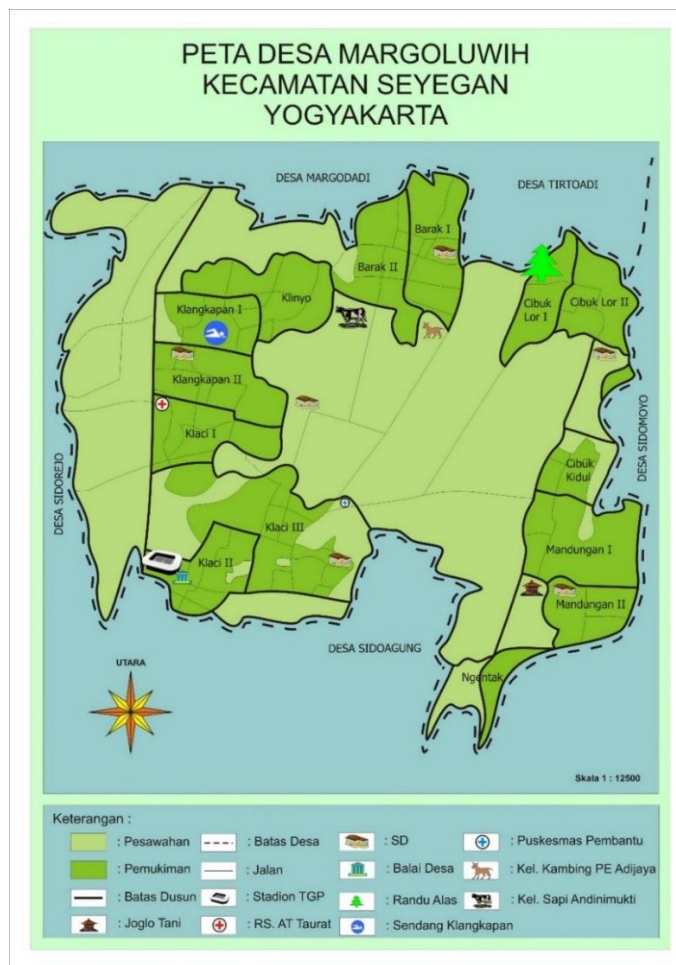 PETA DESA MARGOLUWIH
KECAMATAN SEYEGAN
YOGYAKARTA
DESA MARGODADI
DESA TIRTOADI
Barak I
Barak II
Klinyo
Klangkapan I
Cibuk
Lor I
Cibuk Lor II
Klangkapan II
Klaci I
DESA SIDOREJO
DESA SIDOMOYO
Cibuk
Kidul
Klaci III
Klaci II
Mandungan I
Mandungan II
DESA SIDOAGUNG
Ngentak
UTARA
Skala 1 : 12500
Keterangan :
: Pesawahan
: Batas Desa
: SD
: Puskesmas Pembantu
: Pemukiman
: Jalan
: Balai Desa
: Kel. Kambing PE Adijaya
: Batas Dusun
: Stadion TGP
: Randu Alas
: Kel. Sapi Andinimukti
: Joglo Tani
: RS. AT Taurat
: Sendang Klangkapan